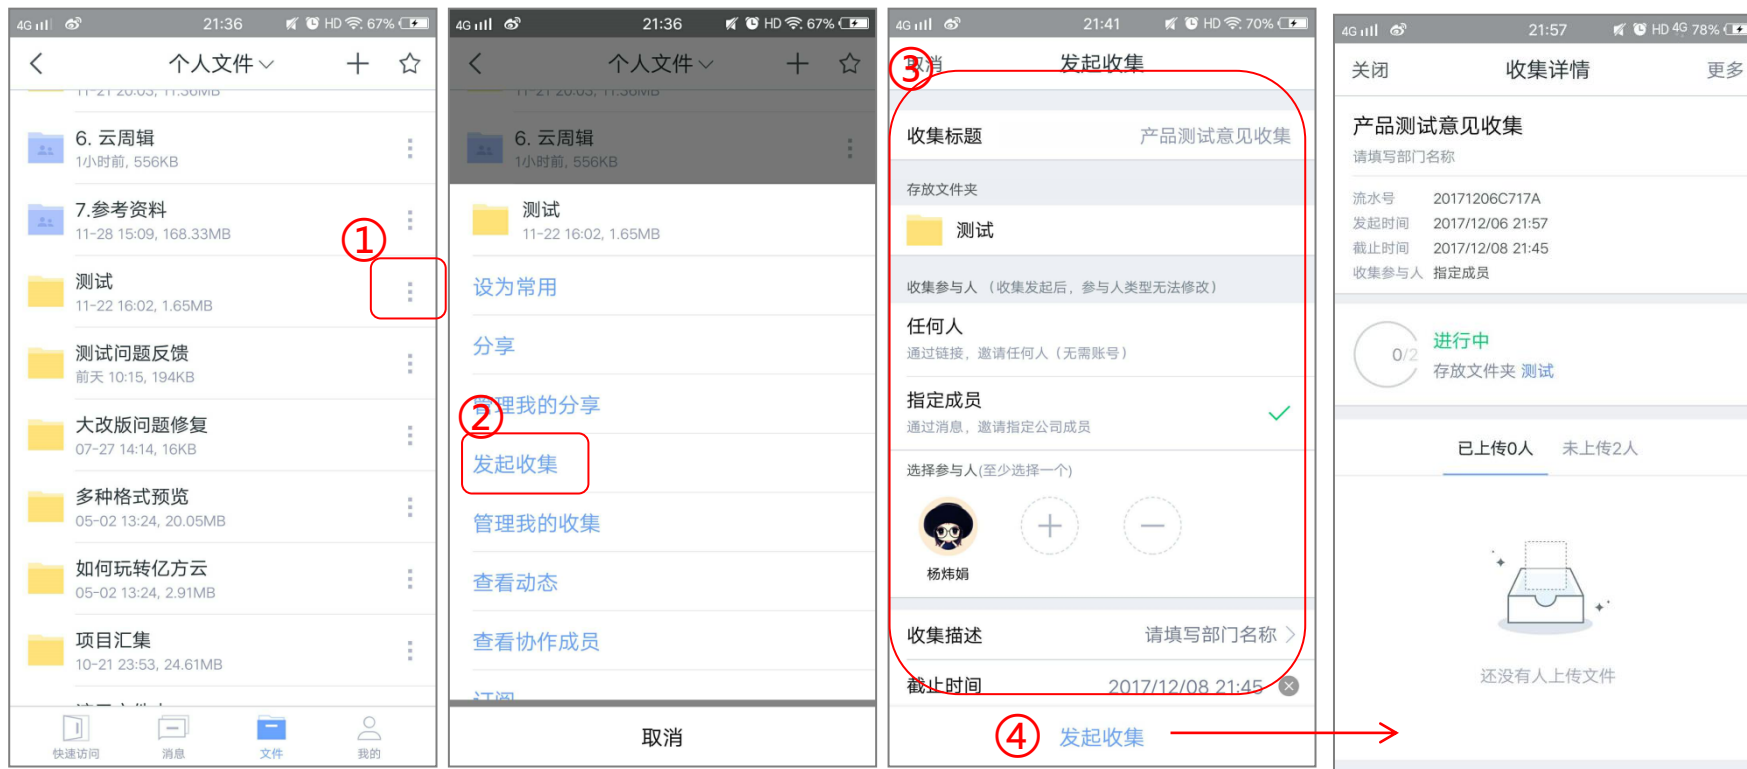 4G 21:36 HD 67%
个人文件
11-21 20:03, 11.36MB
6. 云周辑
1小时前, 556KB
7.参考资料
11-28 15:09, 168.33MB
①
测试
11-22 16:02, 1.65MB
测试问题反馈
前天 10:15, 194KB
大改版问题修复
07-27 14:14, 16KB
多种格式预览
05-02 13:24, 20.05MB
如何玩转亿方云
05-02 13:24, 2.91MB
项目汇集
10-21 23:53, 24.61MB
快速访问 消息 文件 我的
4G 21:36 HD 67%
个人文件
11-21 20:03, 11.36MB
6. 云周辑
1小时前, 556KB
测试
11-22 16:02, 1.65MB
设为常用
分享
管理我的分享
②
发起收集
管理我的收集
查看动态
查看协作成员
订阅
取消
4G 21:41 HD 70%
③
取消 发起收集
收集标题 产品测试意见收集
存放文件夹
测试
收集参与人（收集发起后，参与人类型无法修改）
任何人
通过链接，邀请任何人（无需账号）
指定成员
通过消息，邀请指定公司成员
选择参与人(至少选择一个)
杨炜娟
收集描述 请填写部门名称
截止时间 2017/12/08 21:45
④ 发起收集
4G 21:57 HD 4G 78%
关闭 收集详情 更多
产品测试意见收集
请填写部门名称
流水号 20171206C717A
发起时间 2017/12/06 21:57
截止时间 2017/12/08 21:45
收集参与人 指定成员
0/2 进行中
存放文件夹 测试
已上传0人 未上传2人
还没有人上传文件